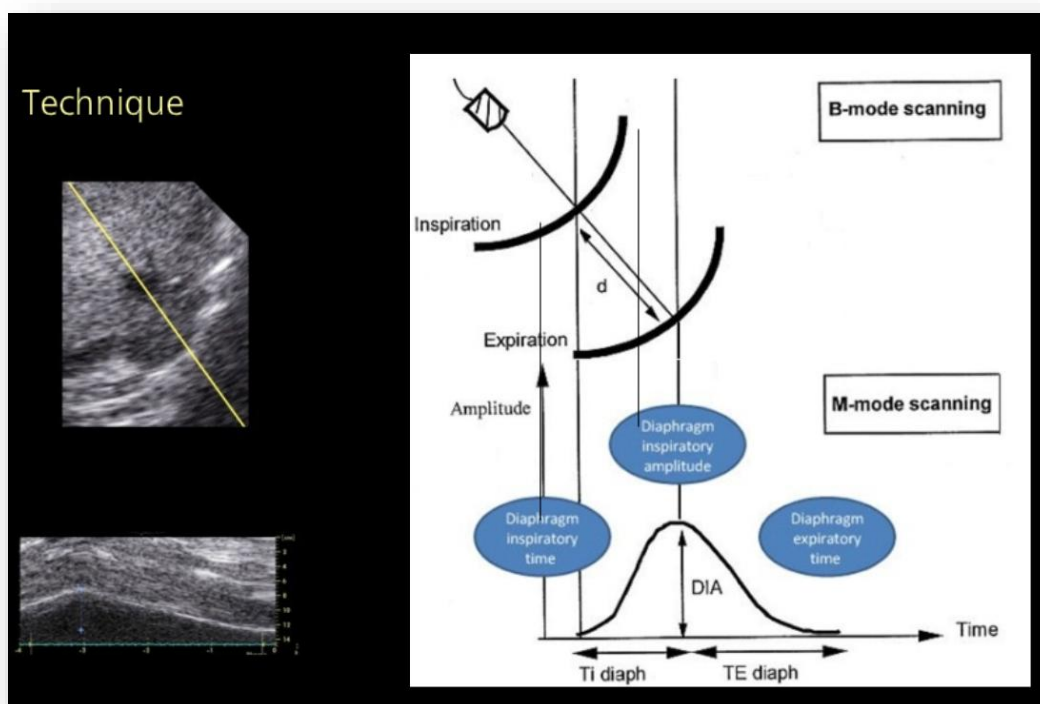 Technique
B-mode scanning
Inspiration
d
Expiration
Amplitude
M-mode scanning
Diaphragm
inspiratory
amplitude
Diaphragm
inspiratory
time
Diaphragm
expiratory
time
DIA
Time
Ti diaph
TE diaph